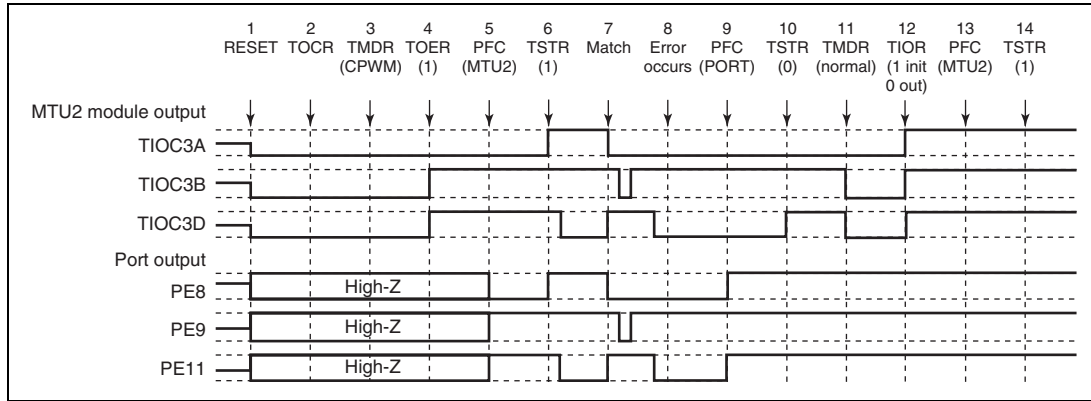 1 2 3 4 5 6 7 8 9 10 11 12 13 14
RESET TOCR TMDR TOER PFC TSTR Match Error PFC TSTR TMDR TIOR PFC TSTR
(CPWM) (1) (MTU2) (1) occurs (PORT) (0) (normal) (1 init (MTU2) (1)
0 out)
MTU2 module output
TIOC3A
TIOC3B
TIOC3D
Port output
PE8 High-Z
PE9 High-Z
PE11 High-Z